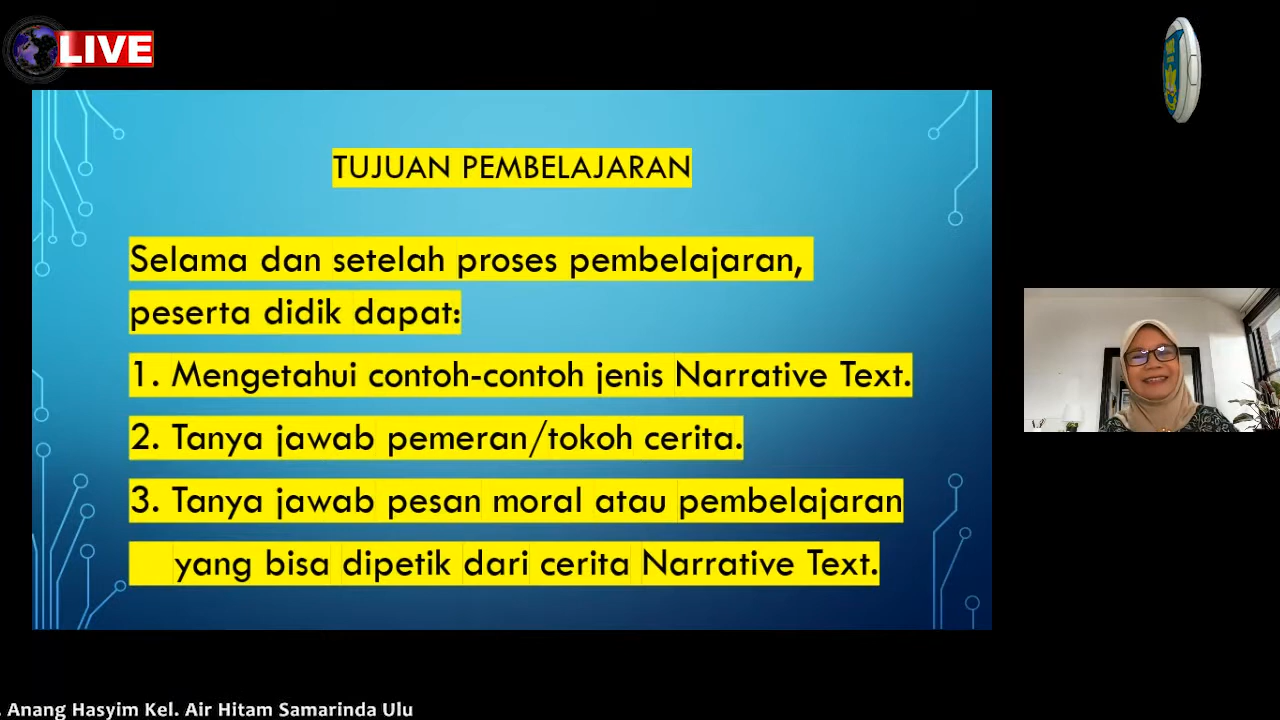 LIVE
TUJUAN PEMBELAJARAN
Selama dan setelah proses pembelajaran,
peserta didik dapat:
1. Mengetahui contoh-contoh jenis Narrative Text.
2. Tanya jawab pemeran/tokoh cerita.
3. Tanya jawab pesan moral atau pembelajaran
yang bisa dipetik dari cerita Narrative Text.
. Anang Hasyim Kel. Air Hitam Samarinda Ulu